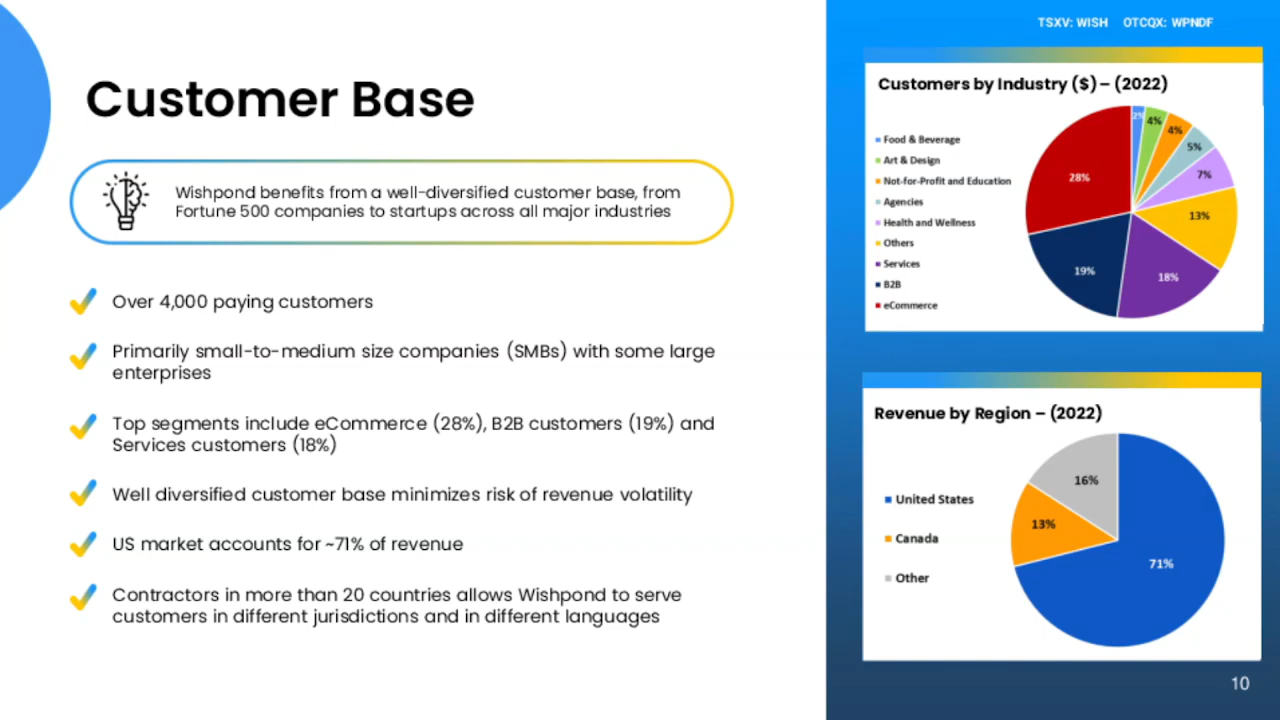 TSXV: WISH OTCQX: WPNDF
Customer Base
Wishpond benefits from a well-diversified customer base, from
Fortune 500 companies to startups across all major industries
Over 4,000 paying customers
Primarily small-to-medium size companies (SMBs) with some large
enterprises
Top segments include eCommerce (28%), B2B customers (19%) and
Services customers (18%)
Well diversified customer base minimizes risk of revenue volatility
US market accounts for ~71% of revenue
Contractors in more than 20 countries allows Wishpond to serve
customers in different jurisdictions and in different languages
Customers by Industry ($) – (2022)
Food & Beverage
Art & Design
Not-for-Profit and Education
Agencies
Health and Wellness
Others
Services
B2B
eCommerce
2%
4%
4%
5%
7%
13%
18%
19%
28%
Revenue by Region – (2022)
United States
Canada
Other
16%
13%
71%
10